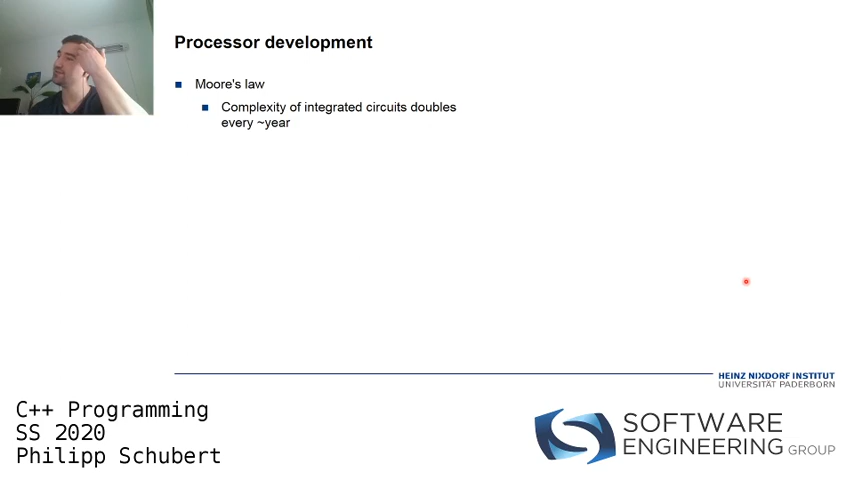 Processor development
Moore's law
Complexity of integrated circuits doubles
every ~year
HEINZ NIXDORF INSTITUT
UNIVERSITÄT PADERBORN
C++ Programming
SS 2020
Philipp Schubert
SOFTWARE
ENGINEERING GROUP